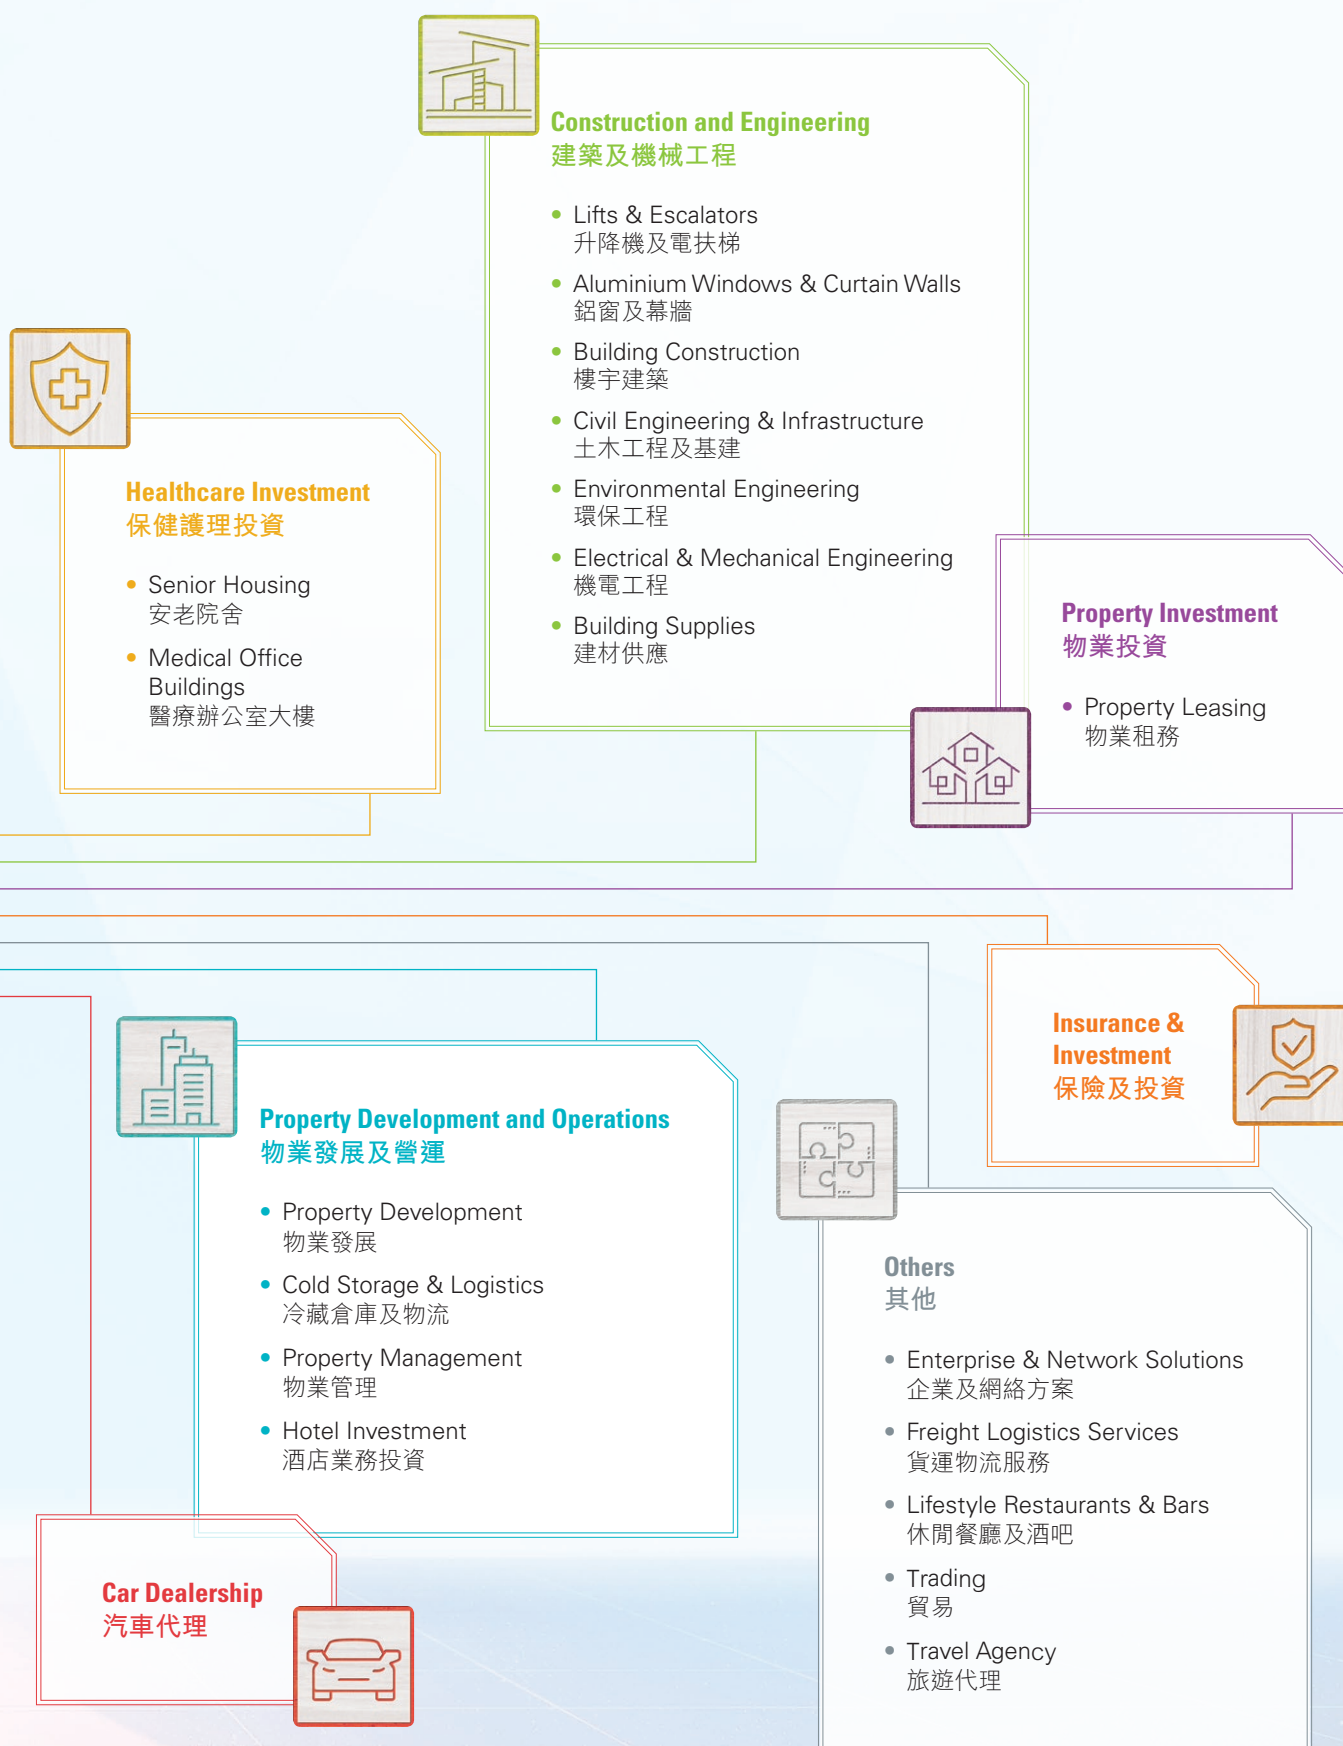 Construction and Engineering
建築及機械工程
• Lifts & Escalators
升降機及電扶梯
• Aluminium Windows & Curtain Walls
鋁窗及幕牆
• Building Construction
樓宇建築
• Civil Engineering & Infrastructure
土木工程及基建
• Environmental Engineering
環保工程
• Electrical & Mechanical Engineering
機電工程
• Building Supplies
建材供應
Healthcare Investment
保健護理投資
• Senior Housing
安老院舍
• Medical Office
Buildings
醫療辦公室大樓
Property Investment
物業投資
• Property Leasing
物業租務
Insurance &
Investment
保險及投資
Property Development and Operations
物業發展及營運
• Property Development
物業發展
• Cold Storage & Logistics
冷藏倉庫及物流
• Property Management
物業管理
• Hotel Investment
酒店業務投資
Others
其他
• Enterprise & Network Solutions
企業及網絡方案
• Freight Logistics Services
貨運物流服務
• Lifestyle Restaurants & Bars
休閒餐廳及酒吧
• Trading
貿易
• Travel Agency
旅遊代理
Car Dealership
汽車代理